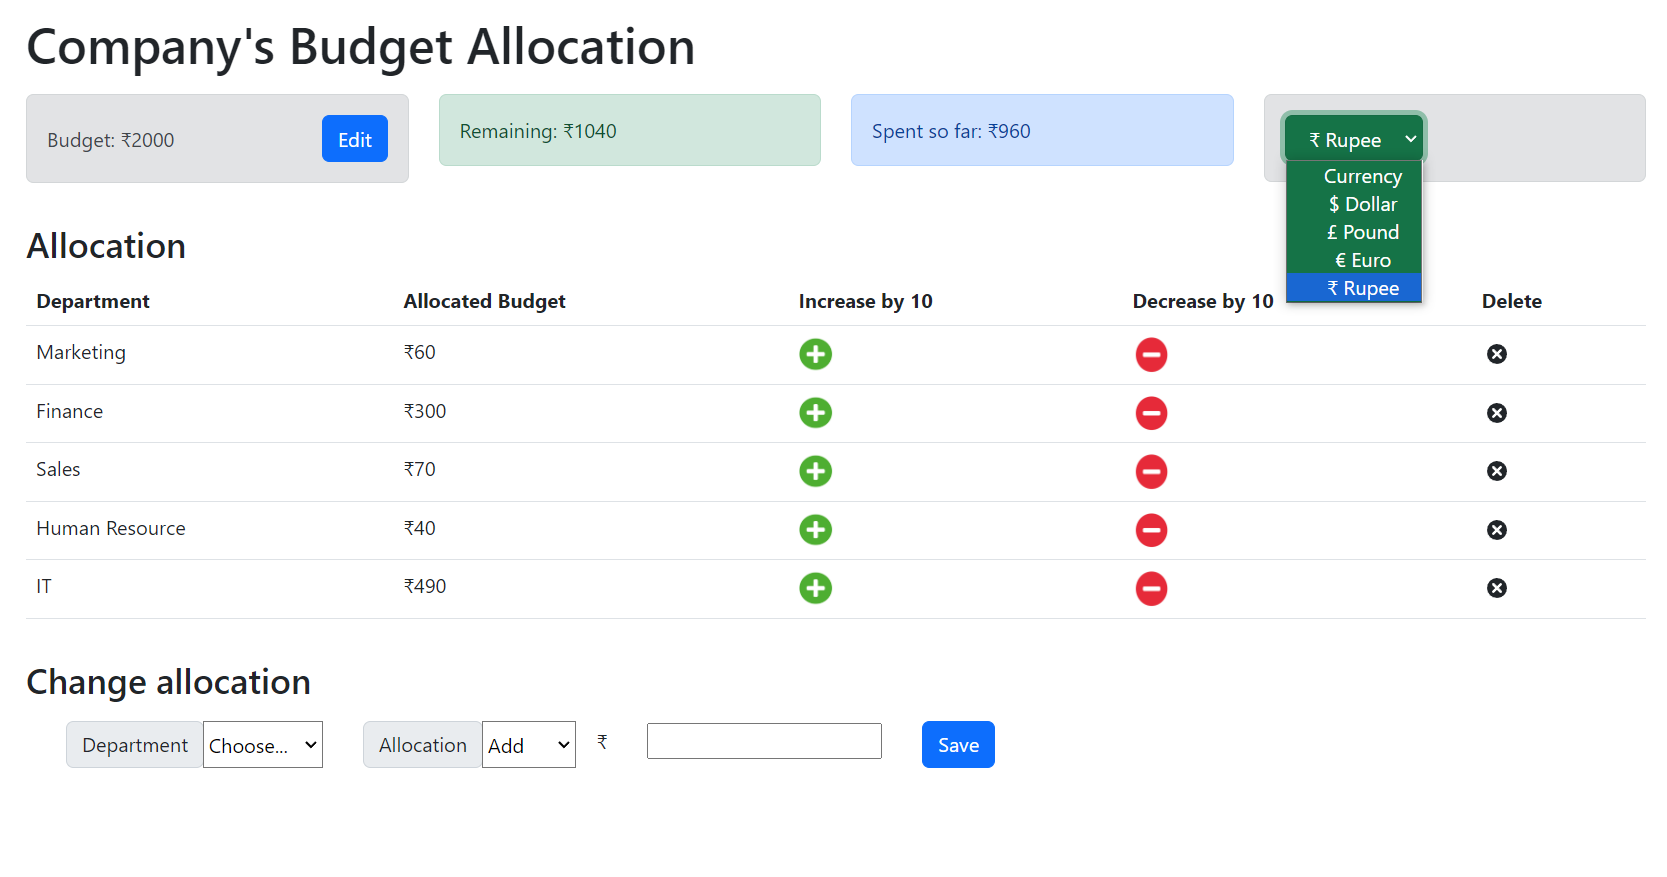 Company's Budget Allocation
Budget: ₹2000
Edit
Remaining: ₹1040
Spent so far: ₹960
₹ Rupee
Currency
$ Dollar
£ Pound
€ Euro
₹ Rupee
Allocation
Department Allocated Budget Increase by 10 Decrease by 10 Delete
Marketing ₹60
Finance ₹300
Sales ₹70
Human Resource ₹40
IT ₹490
Change allocation
Department Choose... Allocation Add ₹ Save